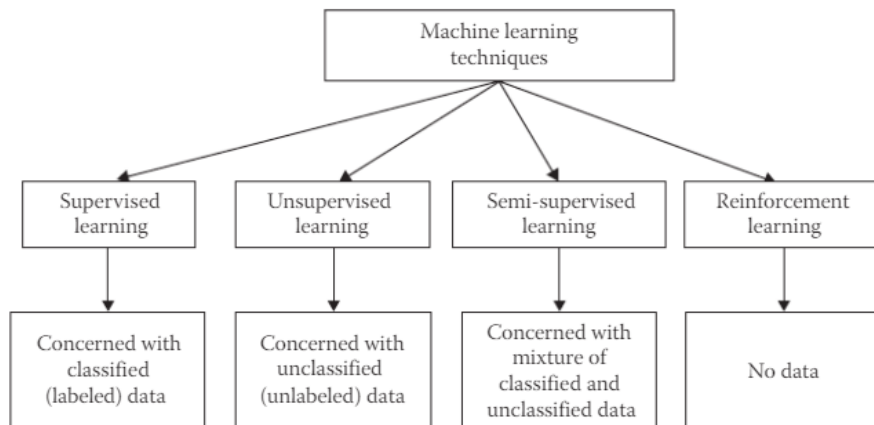 Machine learning
techniques
Supervised
learning
Unsupervised
learning
Semi-supervised
learning
Reinforcement
learning
Concerned with
classified
(labeled) data
Concerned with
unclassified
(unlabeled) data
Concerned with
mixture of
classified and
unclassified data
No data